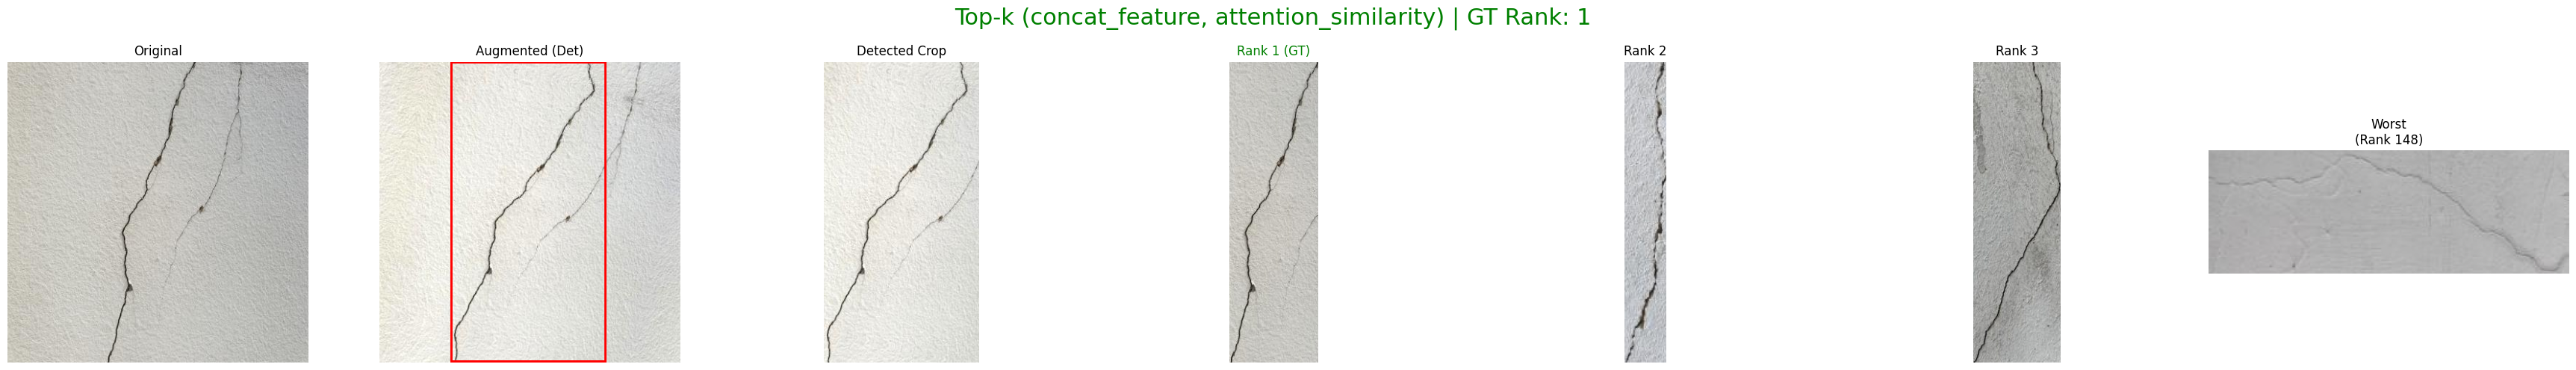 Top-k (concat_feature, attention_similarity) | GT Rank: 1
Original
Augmented (Det)
Detected Crop
Rank 1 (GT)
Rank 2
Rank 3
Worst
(Rank 148)